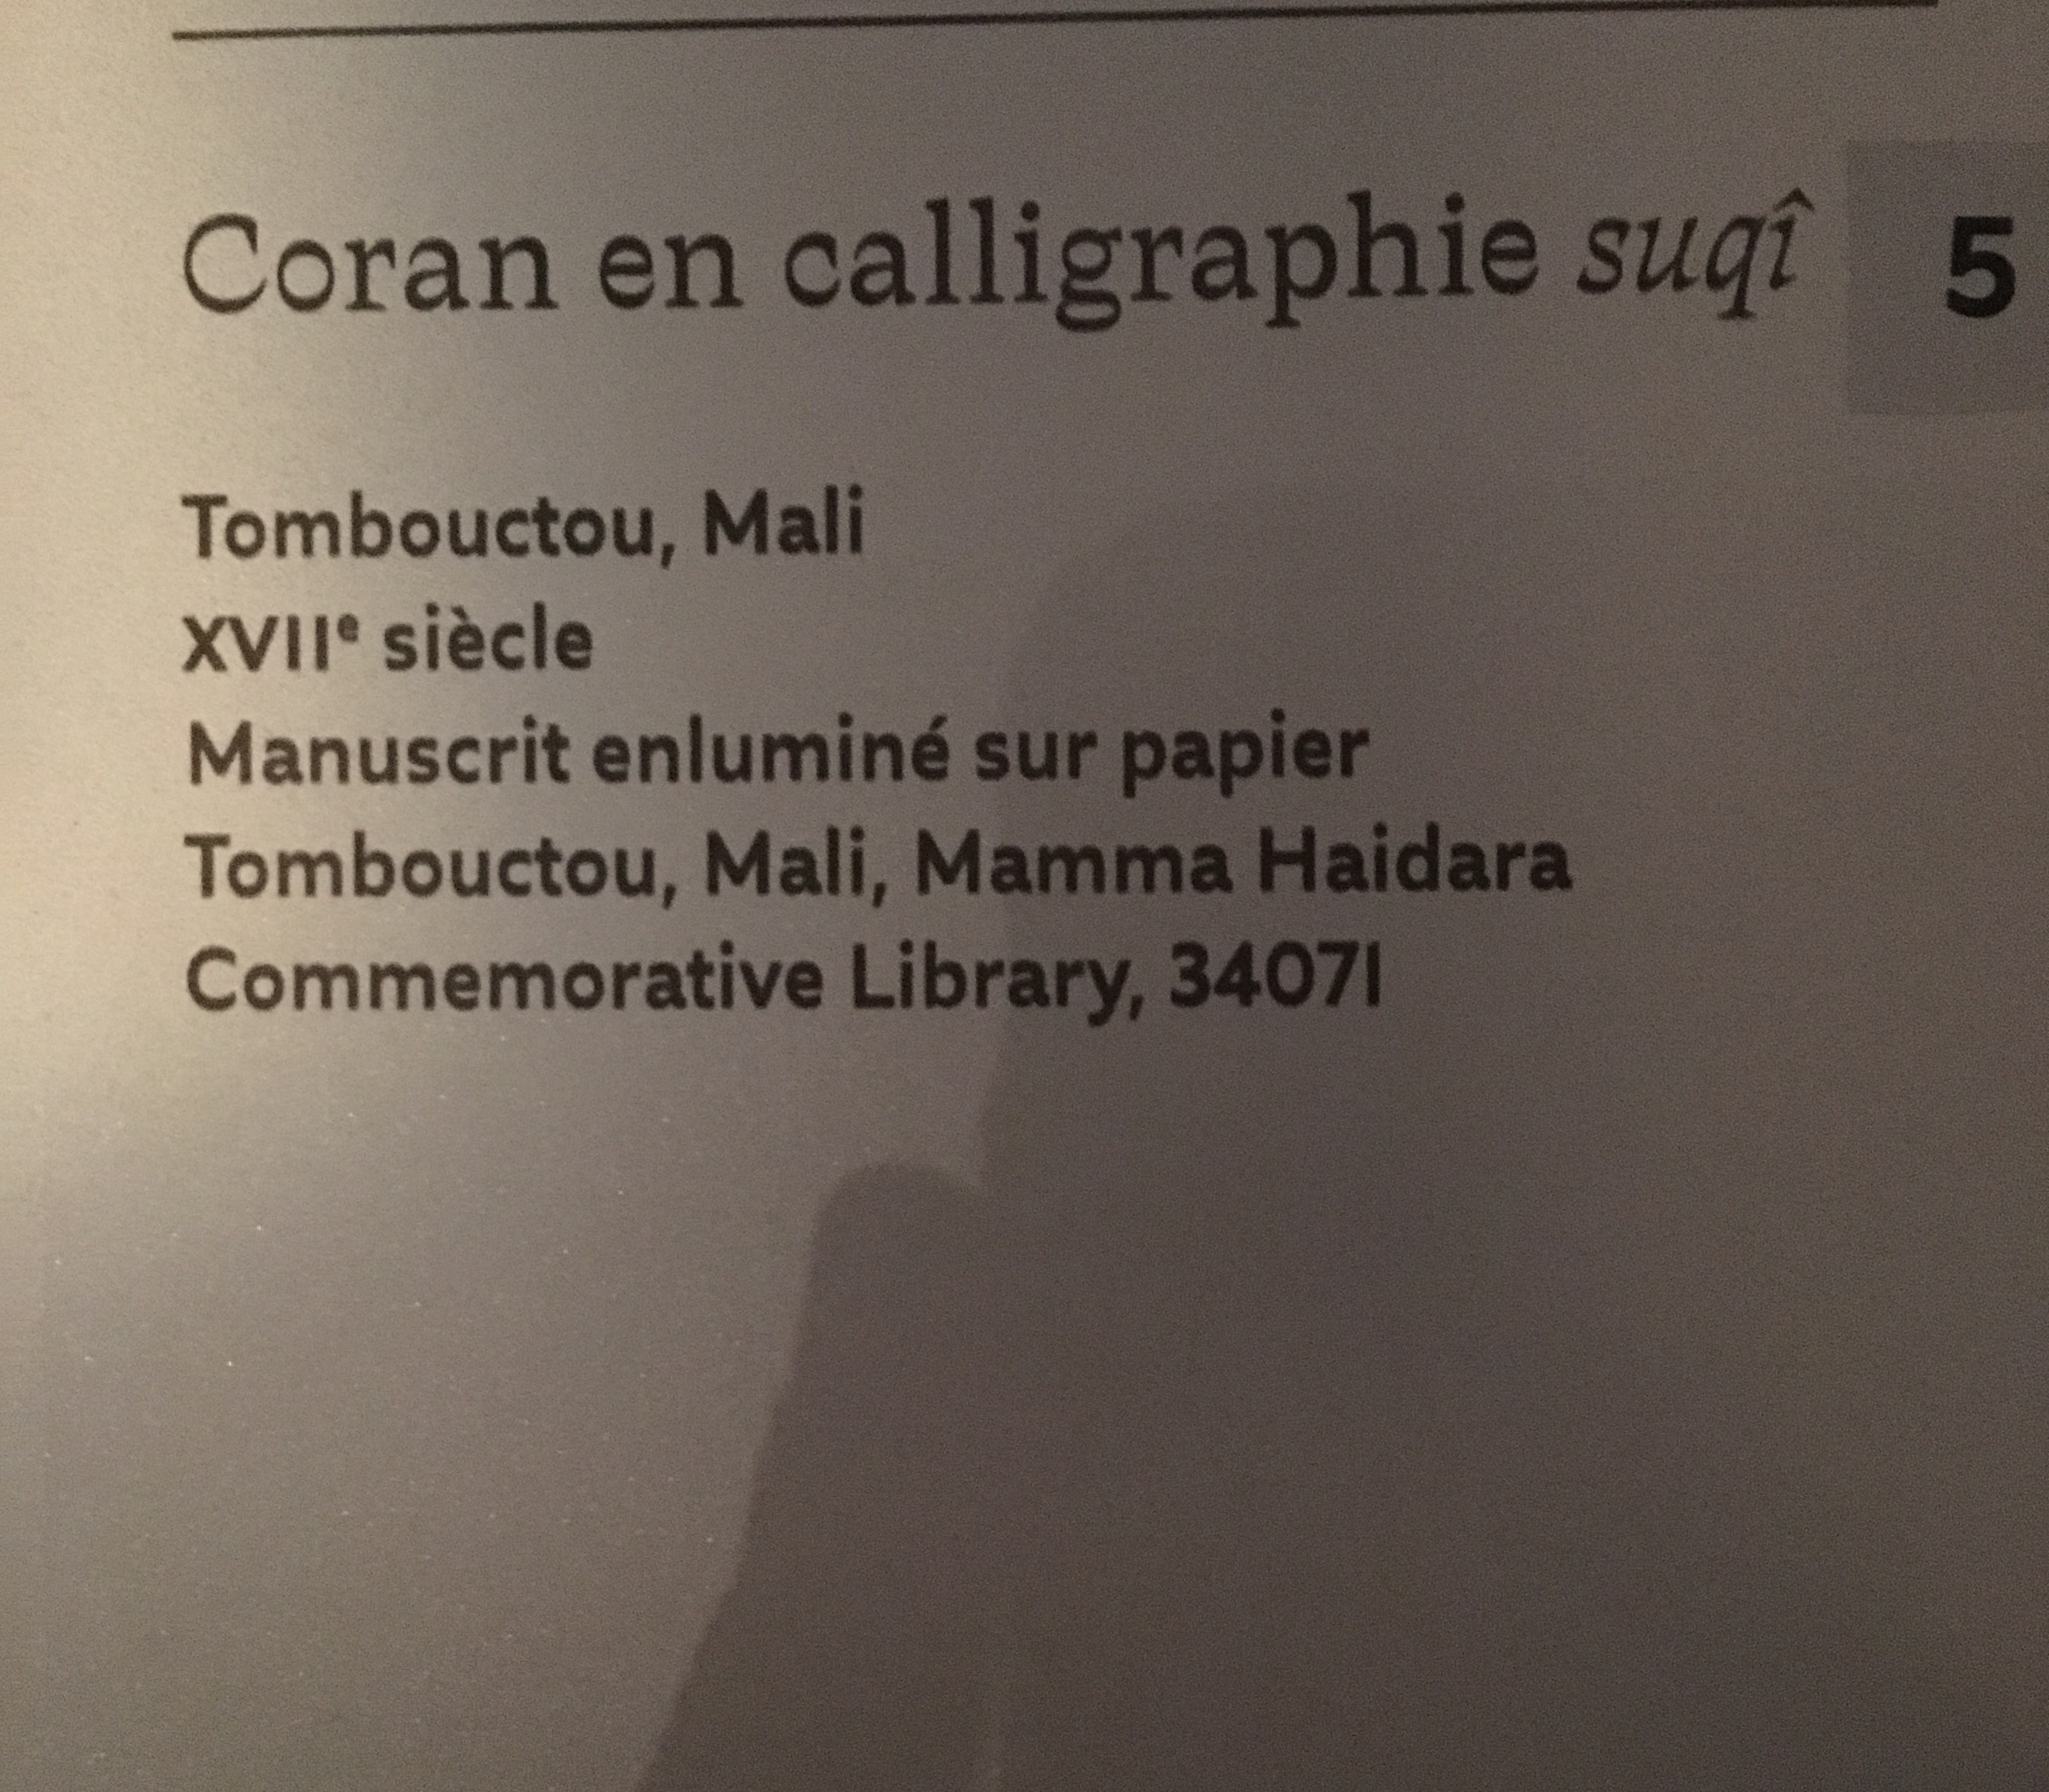 Coran en calligraphie suqî 5
Tombouctou, Mali
XVIIe siècle
Manuscrit enluminé sur papier
Tombouctou, Mali, Mamma Haidara
Commemorative Library, 34071